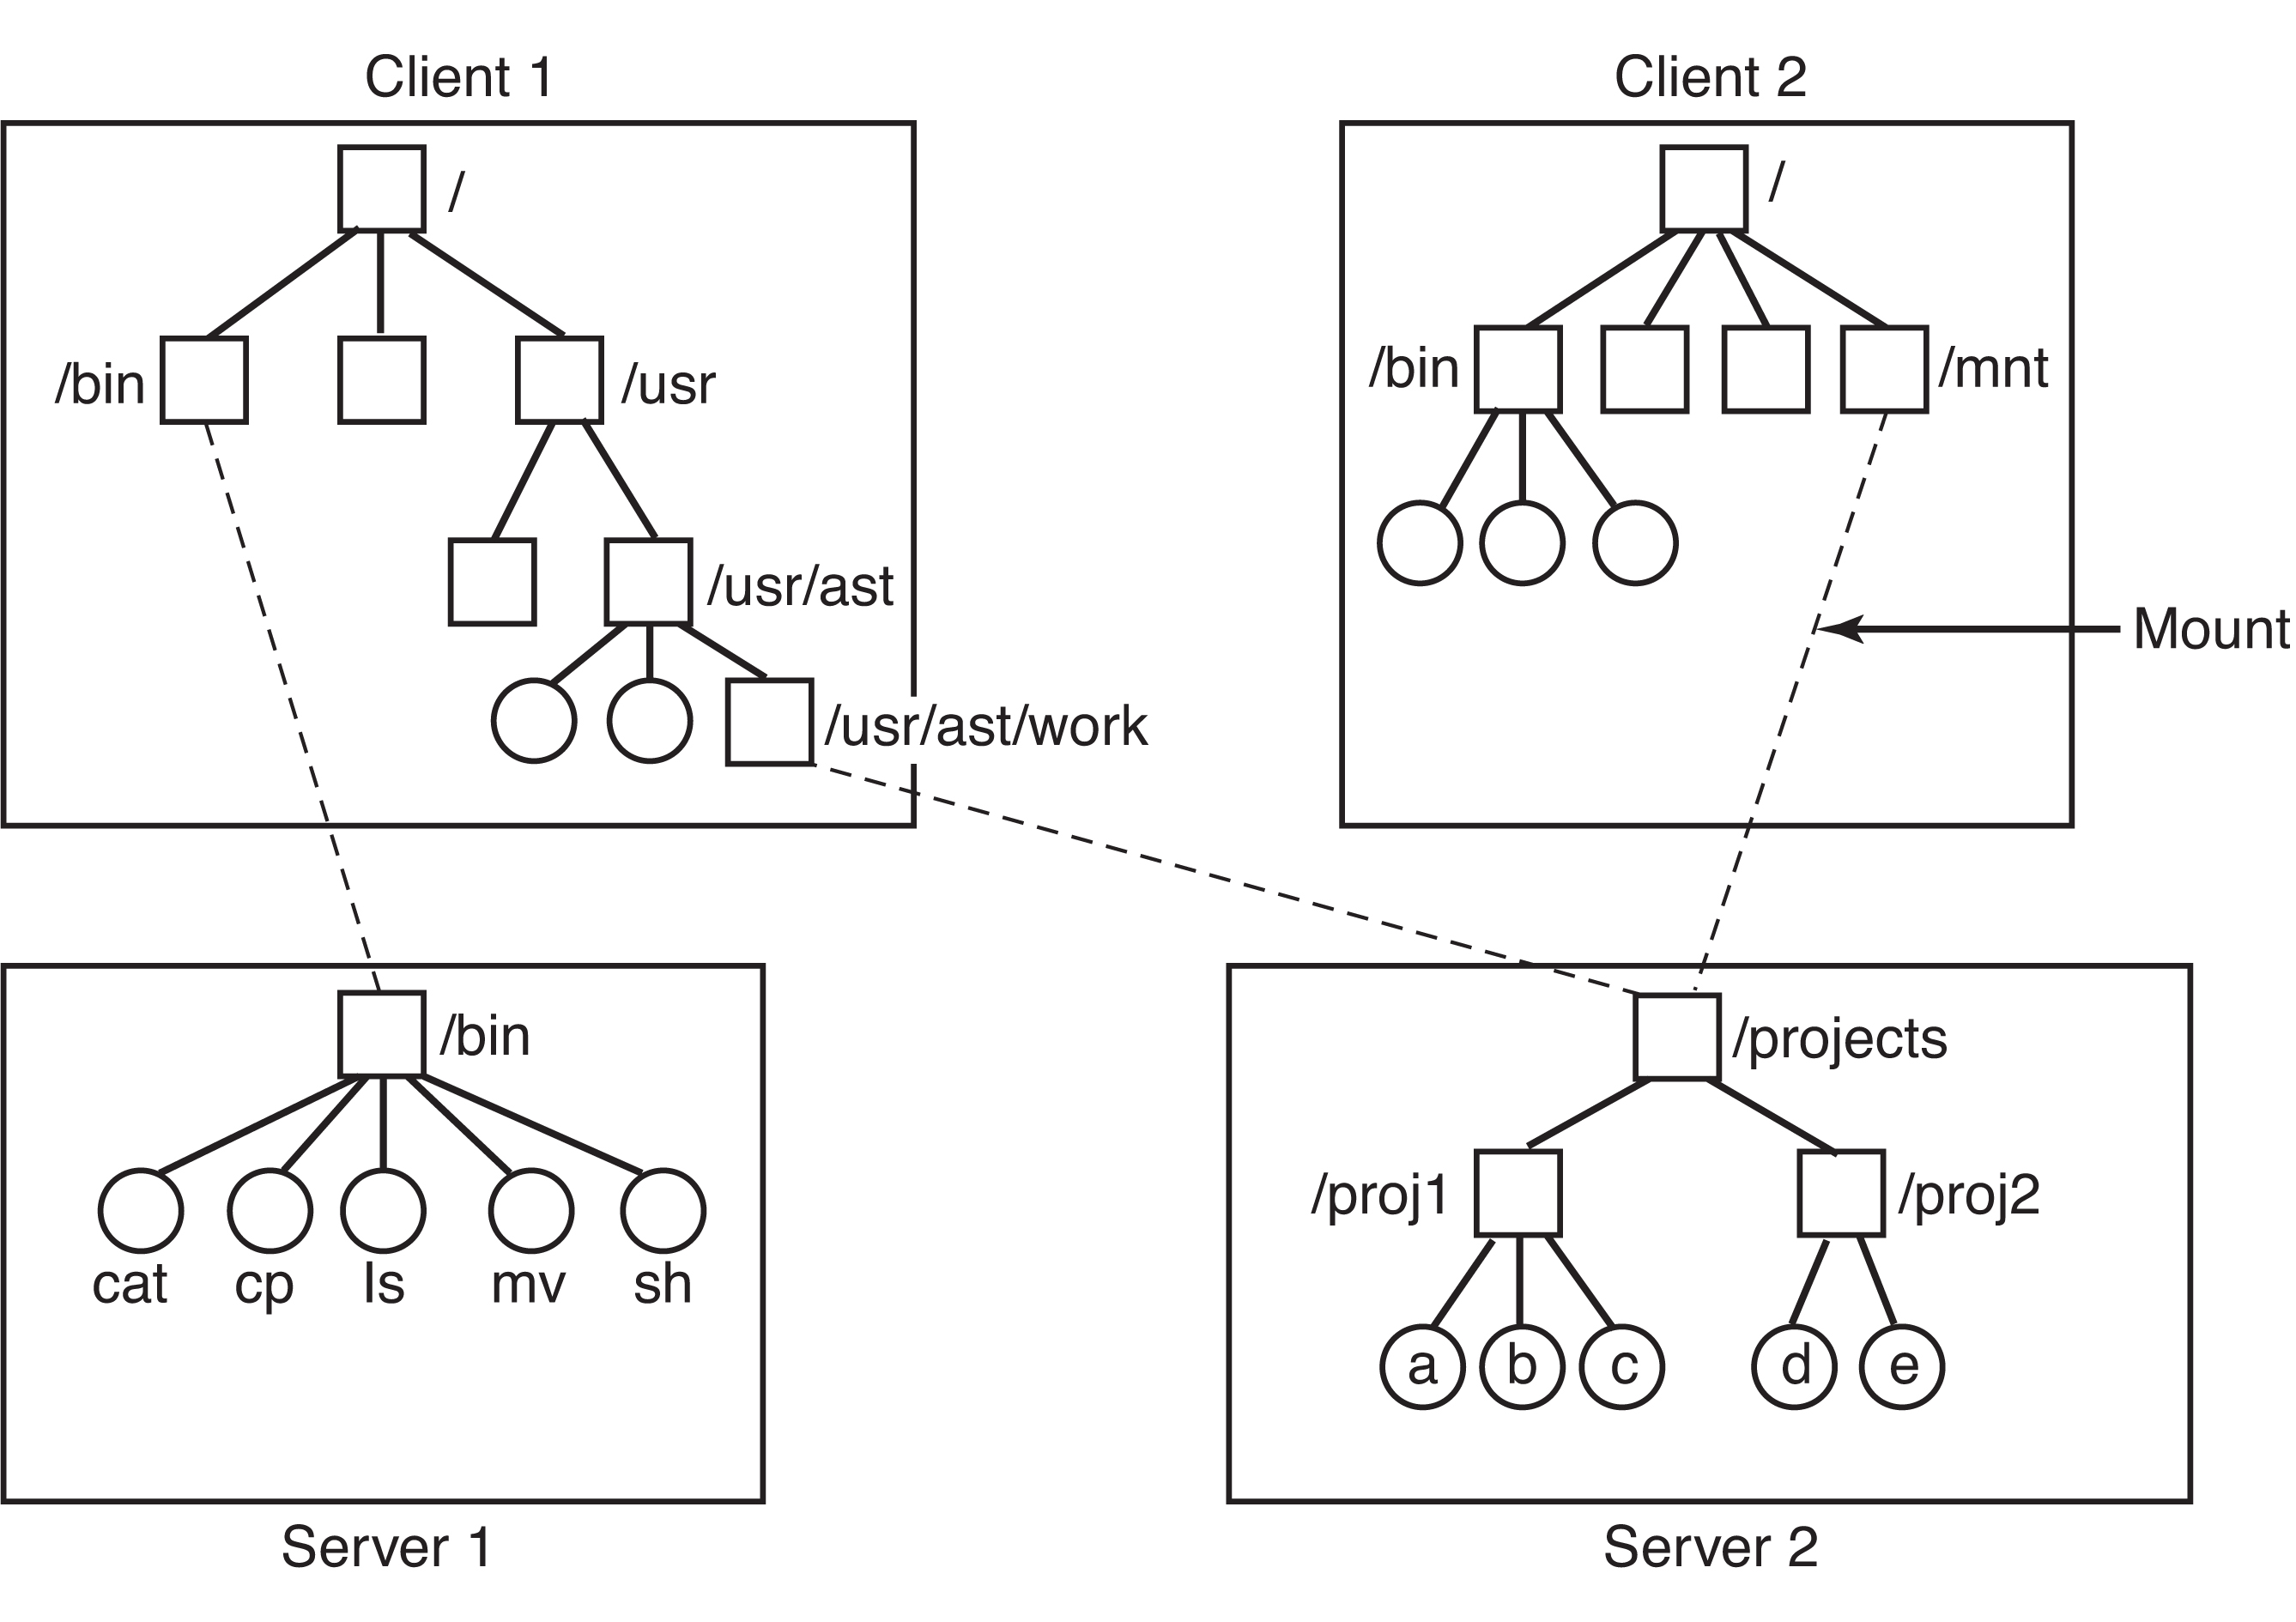 Client 1
Client 2
/
/
/bin
/usr
/bin
/mnt
/usr/ast
Mount
/usr/ast/work
/bin
/projects
/proj1
/proj2
cat
cp
ls
mv
sh
a
b
c
d
e
Server 1
Server 2